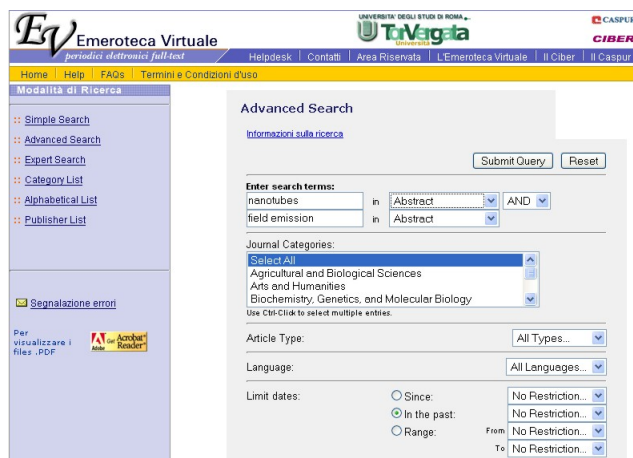 EV Emeroteca Virtuale
periodici elettronici full-text
UNIVERSITA' DEGLI STUDI DI ROMA
Tor Vergata
Università
CASPUR
CIBER
Helpdesk | Contatti | Area Riservata | L'Emeroteca Virtuale | Il Ciber | Il Caspur
Home | Help | FAQs | Termini e Condizioni d'uso
Modalità di Ricerca
:: Simple Search
:: Advanced Search
:: Expert Search
:: Category List
:: Alphabetical List
:: Publisher List
Segnalazione errori
Per
visualizzare i
files .PDF
Adobe
Get Acrobat
Reader
Advanced Search
Informazioni sulla ricerca
Submit Query Reset
Enter search terms:
nanotubes in Abstract AND
field emission in Abstract
Journal Categories:
Select All
Agricultural and Biological Sciences
Arts and Humanities
Biochemistry, Genetics, and Molecular Biology
Use Ctrl-Click to select multiple entries.
Article Type: All Types...
Language: All Languages...
Limit dates: Since: No Restriction...
In the past: No Restriction...
Range: From No Restriction...
To No Restriction...